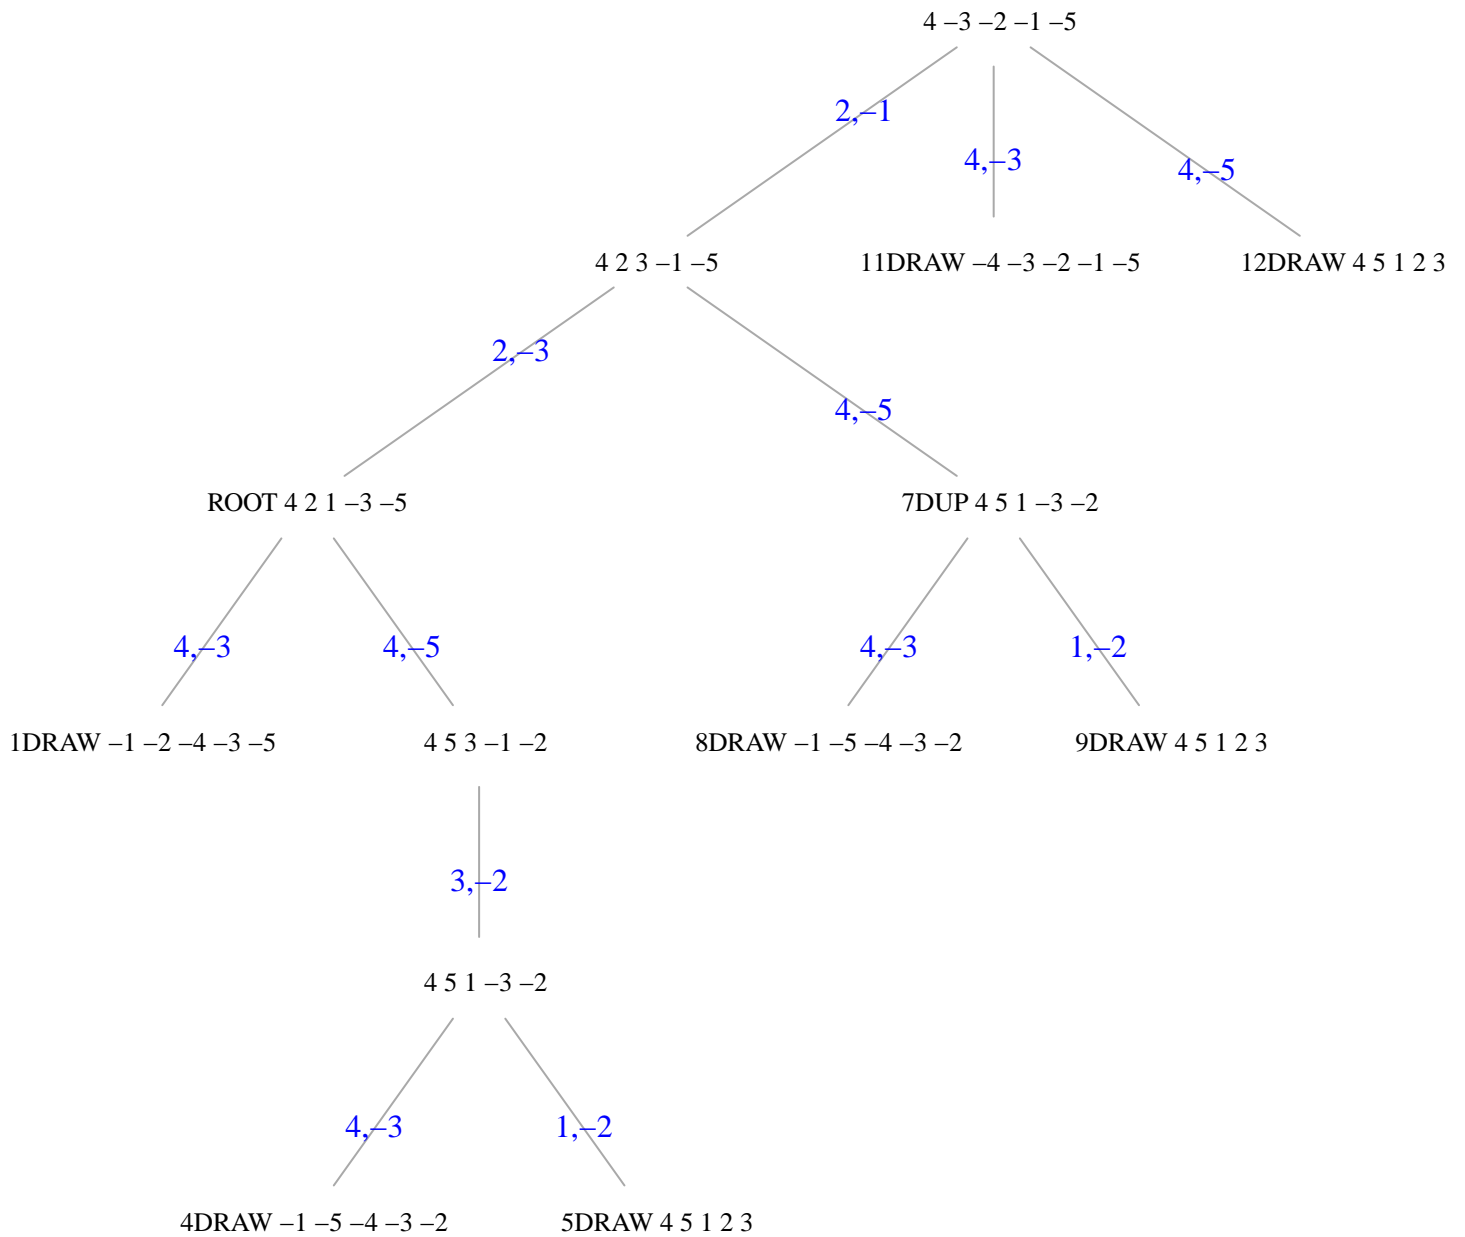 4 –3 –2 –1 –5
2,–1
4,–3
4,–5
4 2 3 –1 –5
11DRAW –4 –3 –2 –1 –5
12DRAW 4 5 1 2 3
2,–3
4,–5
ROOT 4 2 1 –3 –5
7DUP 4 5 1 –3 –2
4,–3
4,–5
4,–3
1,–2
1DRAW –1 –2 –4 –3 –5
4 5 3 –1 –2
8DRAW –1 –5 –4 –3 –2
9DRAW 4 5 1 2 3
3,–2
4 5 1 –3 –2
4,–3
1,–2
4DRAW –1 –5 –4 –3 –2
5DRAW 4 5 1 2 3